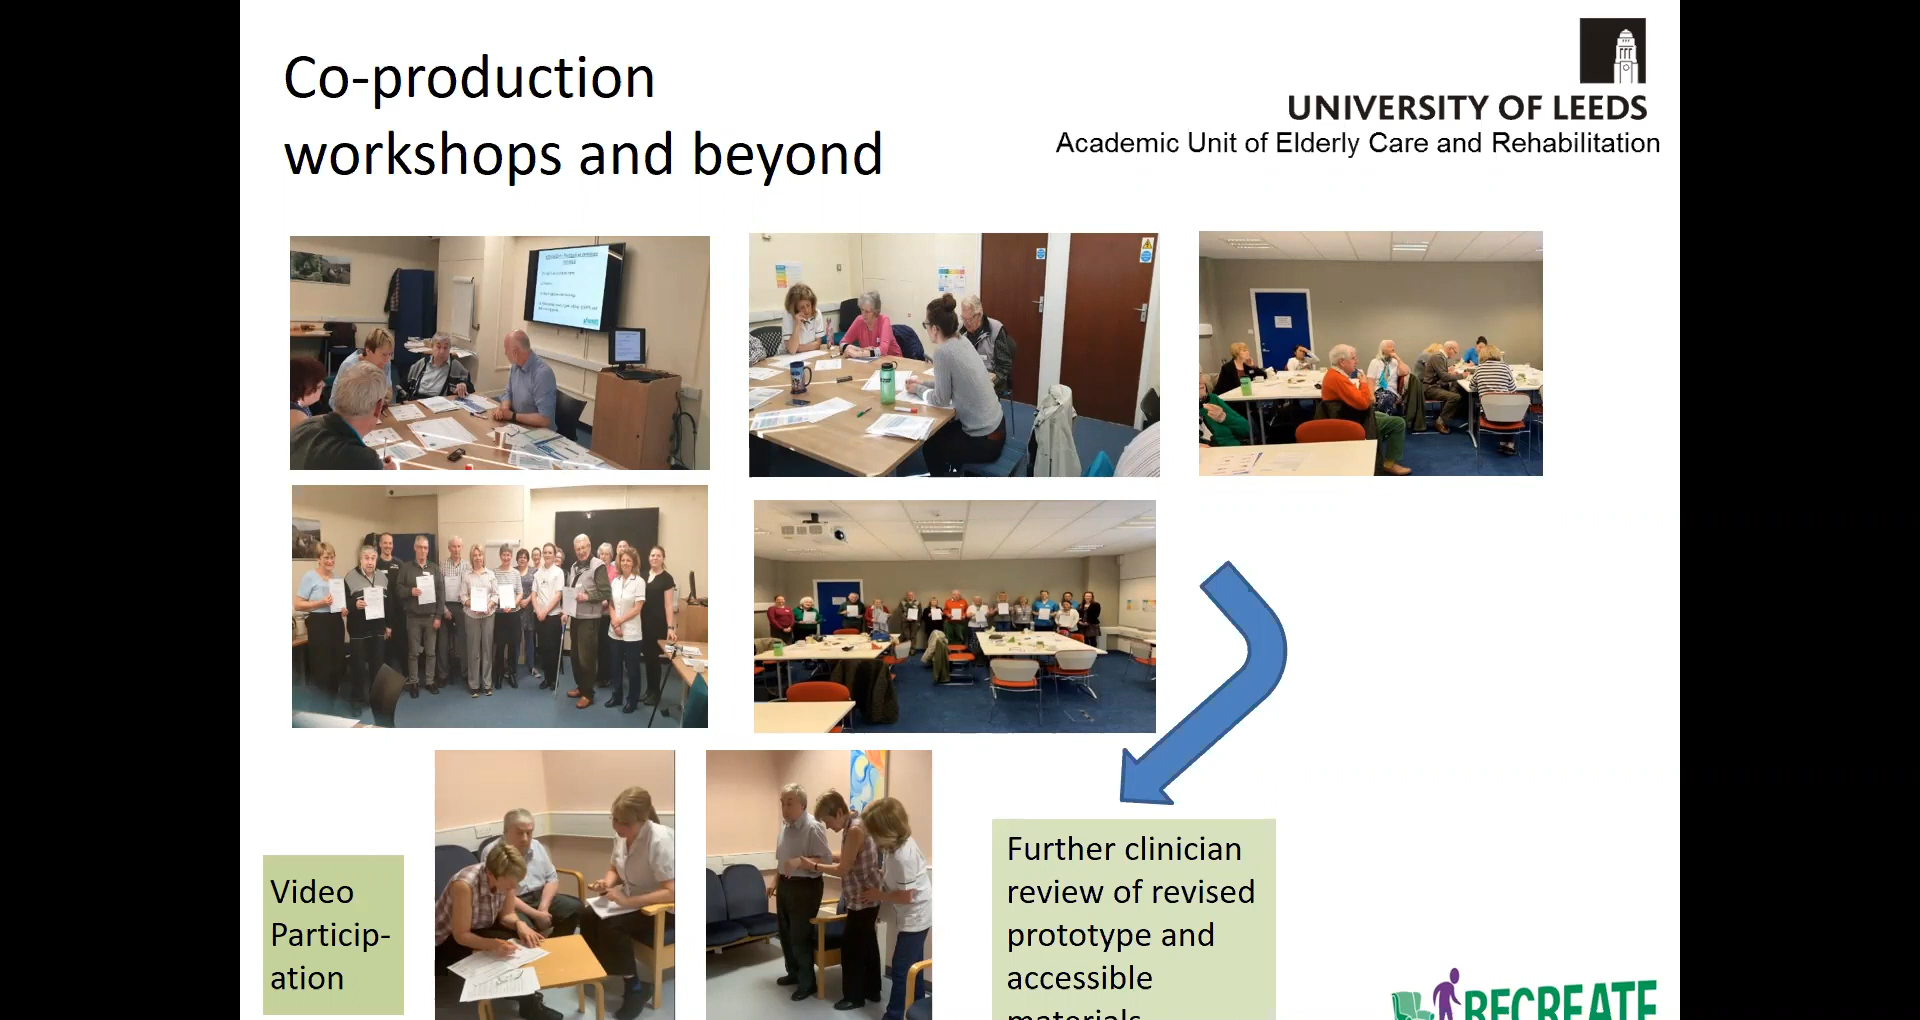 Co-production
workshops and beyond
UNIVERSITY OF LEEDS
Academic Unit of Elderly Care and Rehabilitation
Video
Particip-
ation
Further clinician
review of revised
prototype and
accessible
materials
RECREATE